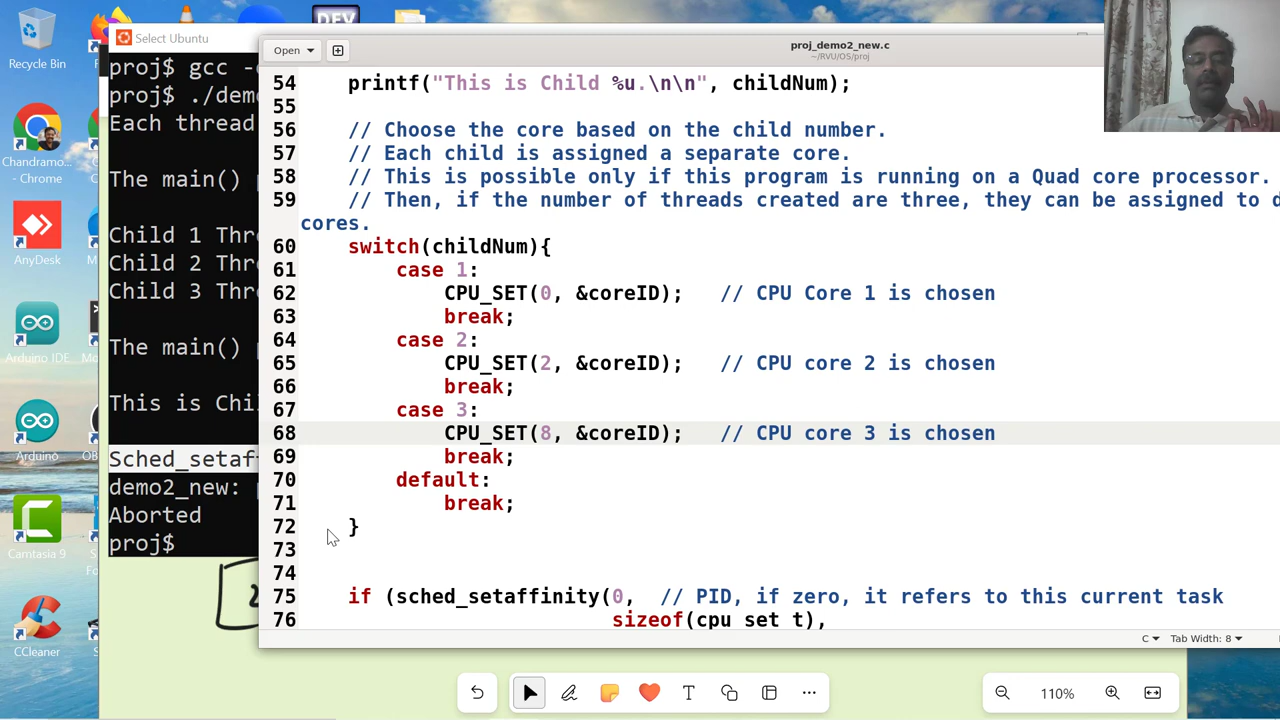 Recycle Bin
Chandramo...
- Chrome
AnyDesk
Arduino IDE
Arduino
Camtasia 9
CCleaner
DEV
Select Ubuntu
proj$ gcc -
proj$ ./dem
Each thread
The main()
Child 1 Thr
Child 2 Thr
Child 3 Thr
The main()
This is Chi
Sched_setaf
demo2_new:
Aborted
proj$
Open
proj_demo2_new.c
~/RVU/OS/proj
54 printf("This is Child %u.\n\n", childNum);
55
56 // Choose the core based on the child number.
57 // Each child is assigned a separate core.
58 // This is possible only if this program is running on a Quad core processor.
59 // Then, if the number of threads created are three, they can be assigned to d
cores.
60 switch(childNum){
61 case 1:
62 CPU_SET(0, &coreID); // CPU Core 1 is chosen
63 break;
64 case 2:
65 CPU_SET(2, &coreID); // CPU core 2 is chosen
66 break;
67 case 3:
68 CPU_SET(8, &coreID); // CPU core 3 is chosen
69 break;
70 default:
71 break;
72 }
73
74
75 if (sched_setaffinity(0, // PID, if zero, it refers to this current task
76 sizeof(cpu_set_t),
C
Tab Width: 8
T
110%